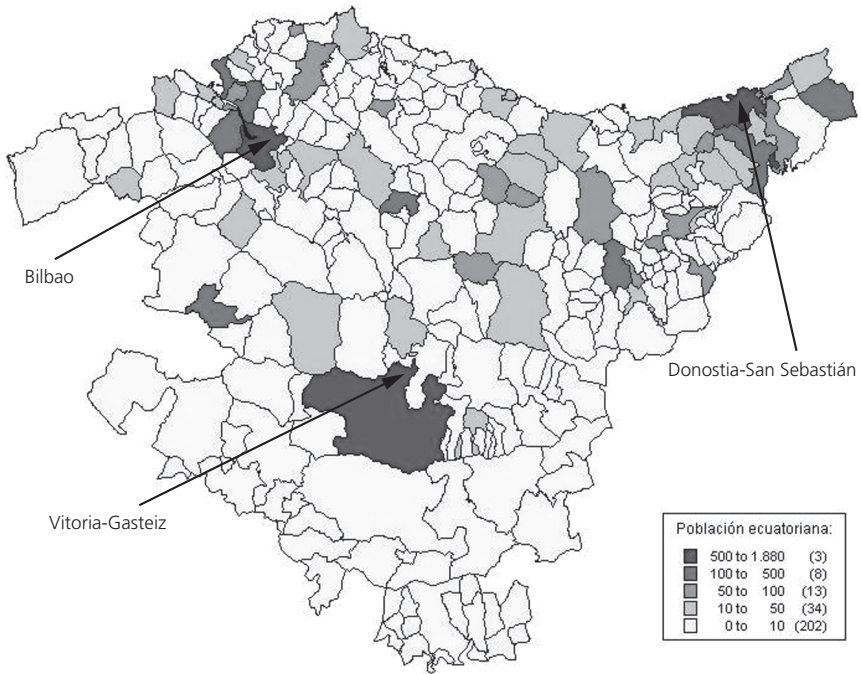 Bilbao
Donostia-San Sebastián
Vitoria-Gasteiz
Población ecuatoriana:
500 to 1.880 (3)
100 to 500 (8)
50 to 100 (13)
10 to 50 (34)
0 to 10 (202)